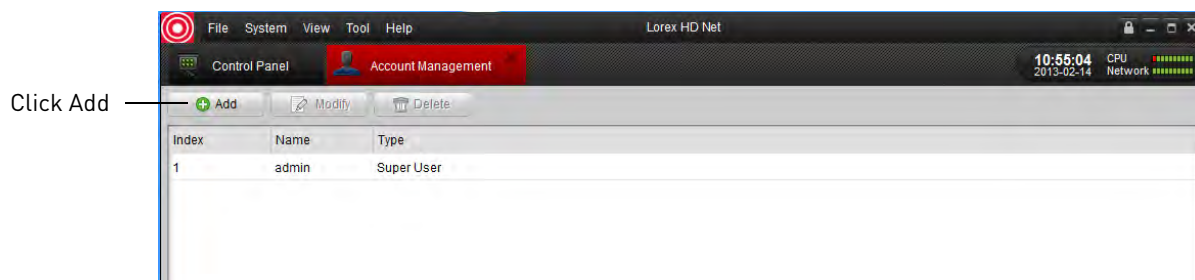 File System View Tool Help Lorex HD Net
Control Panel Account Management 10:55:04 CPU
2013-02-14 Network
Click Add Add Modify Delete
Index Name Type
1 admin Super User